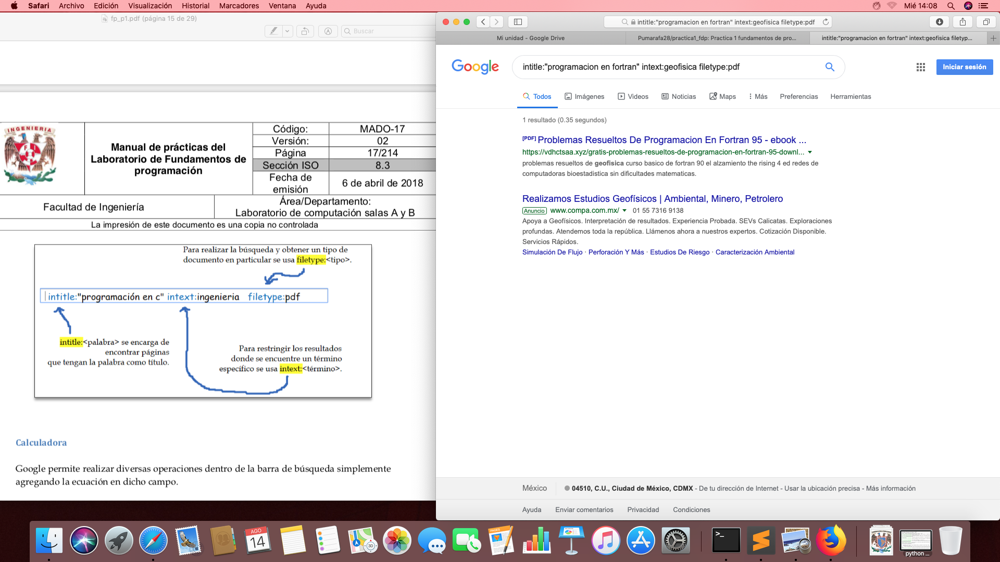 Safari Archivo Edición Visualización Historial Marcadores Ventana Ayuda
Mié 14:08
fp_p1.pdf (página 15 de 29)
Buscar
INGENIERIA
Manual de prácticas del
Laboratorio de Fundamentos de
programación
Código: MADO-17
Versión: 02
Página 17/214
Sección ISO 8.3
Fecha de
emisión
6 de abril de 2018
Facultad de Ingeniería
Área/Departamento:
Laboratorio de computación salas A y B
La impresión de este documento es una copia no controlada
Para realizar la búsqueda y obtener un tipo de
documento en particular se usa filetype:<tipo>.
intitle:"programación en c" intext:ingenieria filetype:pdf
intitle:<palabra> se encarga de
encontrar páginas
que tengan la palabra como título.
Para restringir los resultados
donde se encuentre un término
específico se usa intext:<término>.
Calculadora
Google permite realizar diversas operaciones dentro de la barra de búsqueda simplemente
agregando la ecuación en dicho campo.
intitle:"programacion en fortran" intext:geofisica filetype:pdf
Mi unidad - Google Drive
Pumarafa28/practica1_fdp: Practica 1 fundamentos de pro...
intitle:"programacion en fortran" intext:geofisica filetyp...
Google
intitle:"programacion en fortran" intext:geofisica filetype:pdf
Iniciar sesión
Todos Imágenes Videos Noticias Maps Más Preferencias Herramientas
1 resultado (0.35 segundos)
[PDF] Problemas Resueltos De Programacion En Fortran 95 - ebook ...
https://vdhctsaa.xyz/gratis-problemas-resueltos-de-programacion-en-fortran-95-downl...
problemas resueltos de geofisica curso basico de fortran 90 el alzamiento the rising 4 ed redes de
computadoras bioestadistica sin dificultades matematicas.
Realizamos Estudios Geofísicos | Ambiental, Minero, Petrolero
Anuncio www.compa.com.mx/ 01 55 7316 9138
Apoya a Geofísicos. Interpretación de resultados. Experiencia Probada. SEVs Calicatas. Exploraciones
profundas. Atendemos toda la república. Llámenos ahora a nuestros expertos. Cotización Disponible.
Servicios Rápidos.
Simulación De Flujo · Perforación Y Más · Estudios De Riesgo · Caracterización Ambiental
México
04510, C.U., Ciudad de México, CDMX - De tu dirección de Internet - Usar la ubicación precisa - Más información
Ayuda Enviar comentarios Privacidad Condiciones
AGO
14
3D
PAGES
>_
python ...